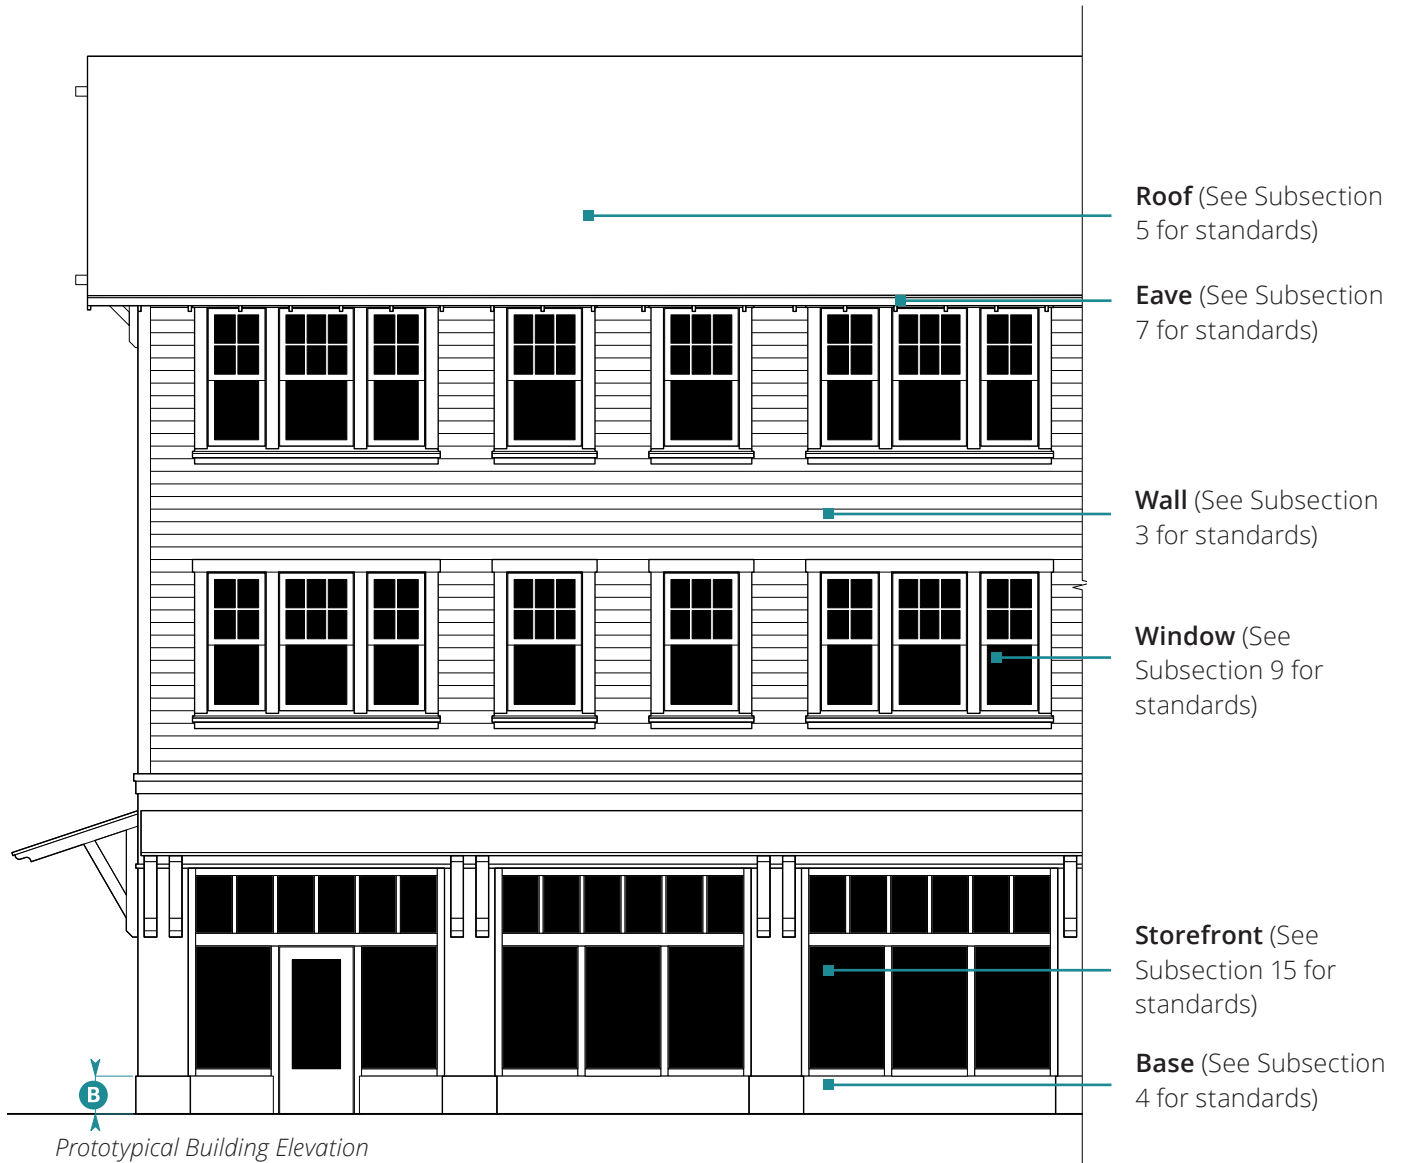 Roof (See Subsection
5 for standards)
Eave (See Subsection
7 for standards)
Wall (See Subsection
3 for standards)
Window (See
Subsection 9 for
standards)
Storefront (See
Subsection 15 for
standards)
Base (See Subsection
4 for standards)
B
Prototypical Building Elevation